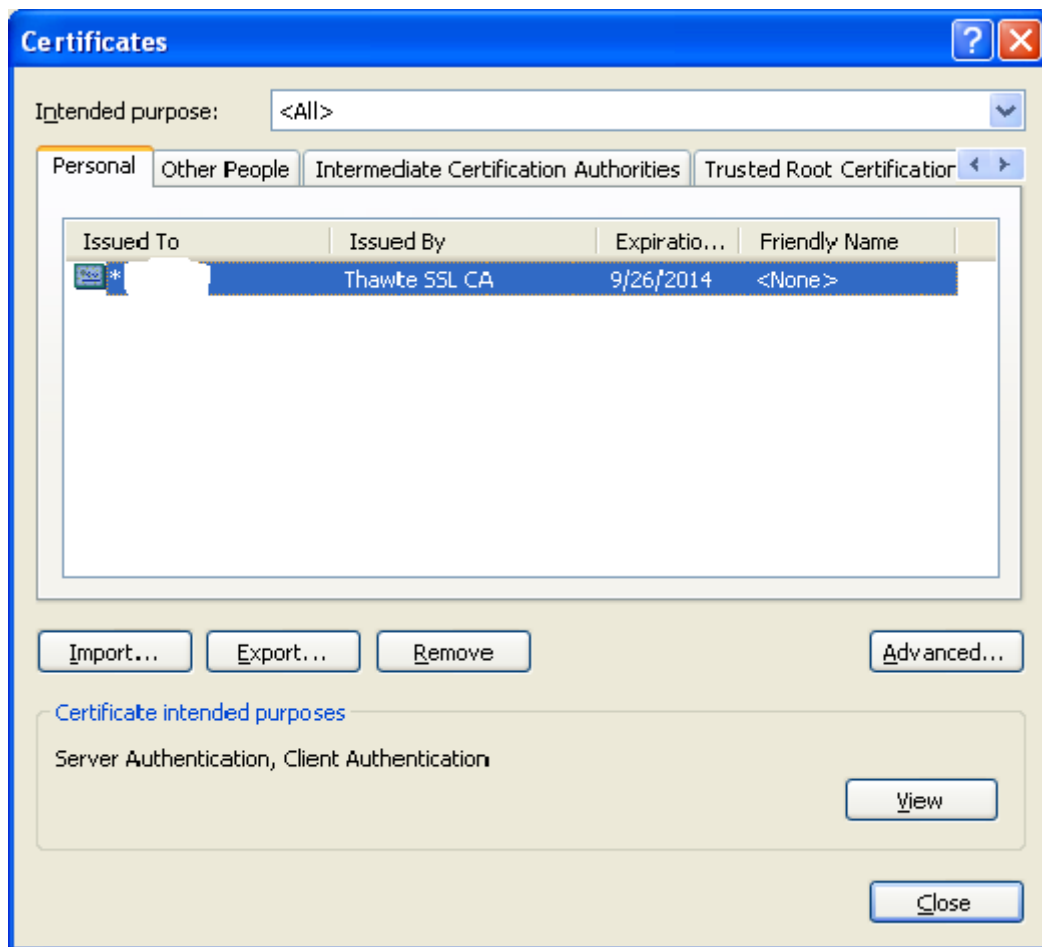 Certificates
Intended purpose: <All>
Personal Other People Intermediate Certification Authorities Trusted Root Certification
Issued To Issued By Expiratio... Friendly Name
* Thawte SSL CA 9/26/2014 <None>
Import... Export... Remove Advanced...
Certificate intended purposes
Server Authentication, Client Authentication
View
Close